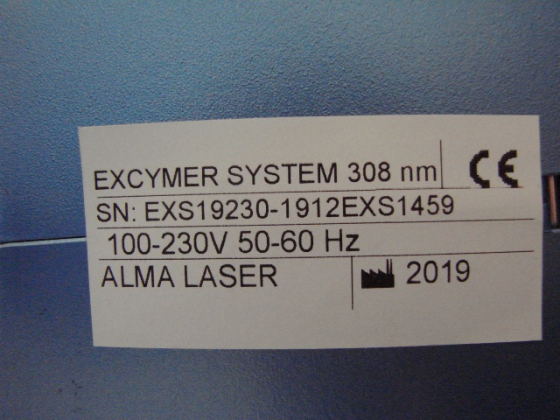 EXCYMER SYSTEM 308 nm CE
SN: EXS19230-1912EXS1459
100-230V 50-60 Hz
ALMA LASER 2019